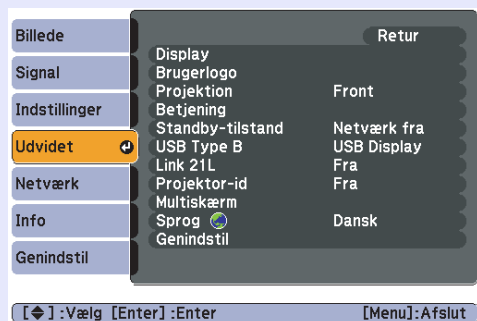 Billede
Signal
Indstillinger
Udvidet
Netværk
Info
Genindstil
Retur
Display
Brugerlogo
Projektion Front
Betjening
Standby-tilstand Netværk fra
USB Type B USB Display
Link 21L Fra
Projektor-id Fra
Multiskærm
Sprog Dansk
Genindstil
[ ] :Vælg [Enter] :Enter [Menu]:Afslut